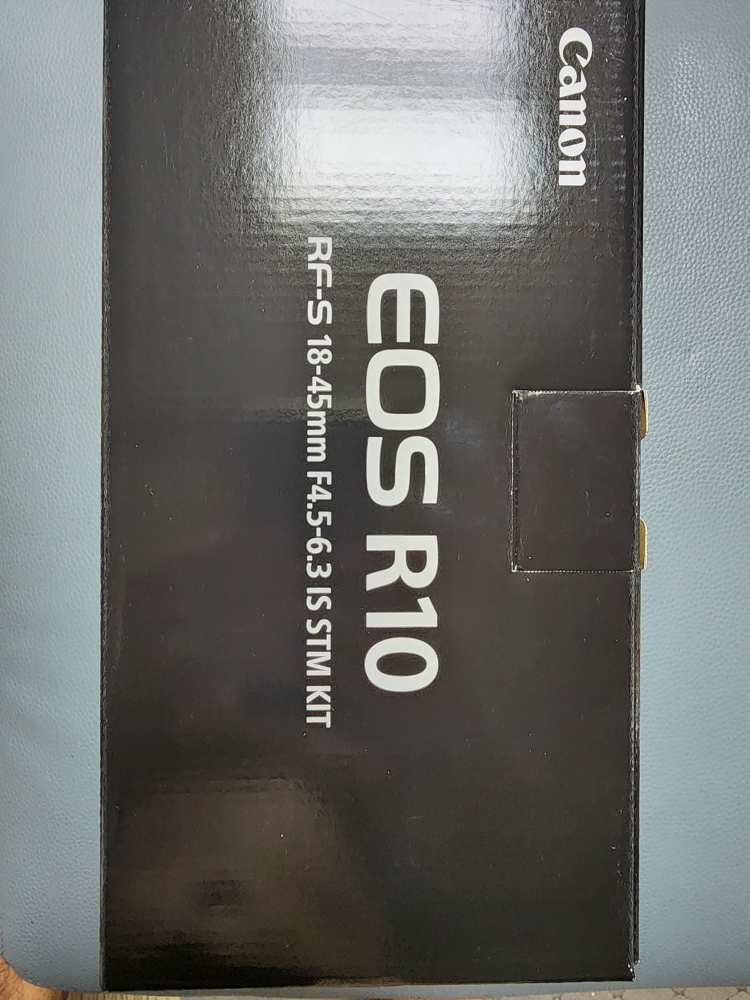 Canon
EOS R10
RF-S 18-45mm F4.5-6.3 IS STM KIT